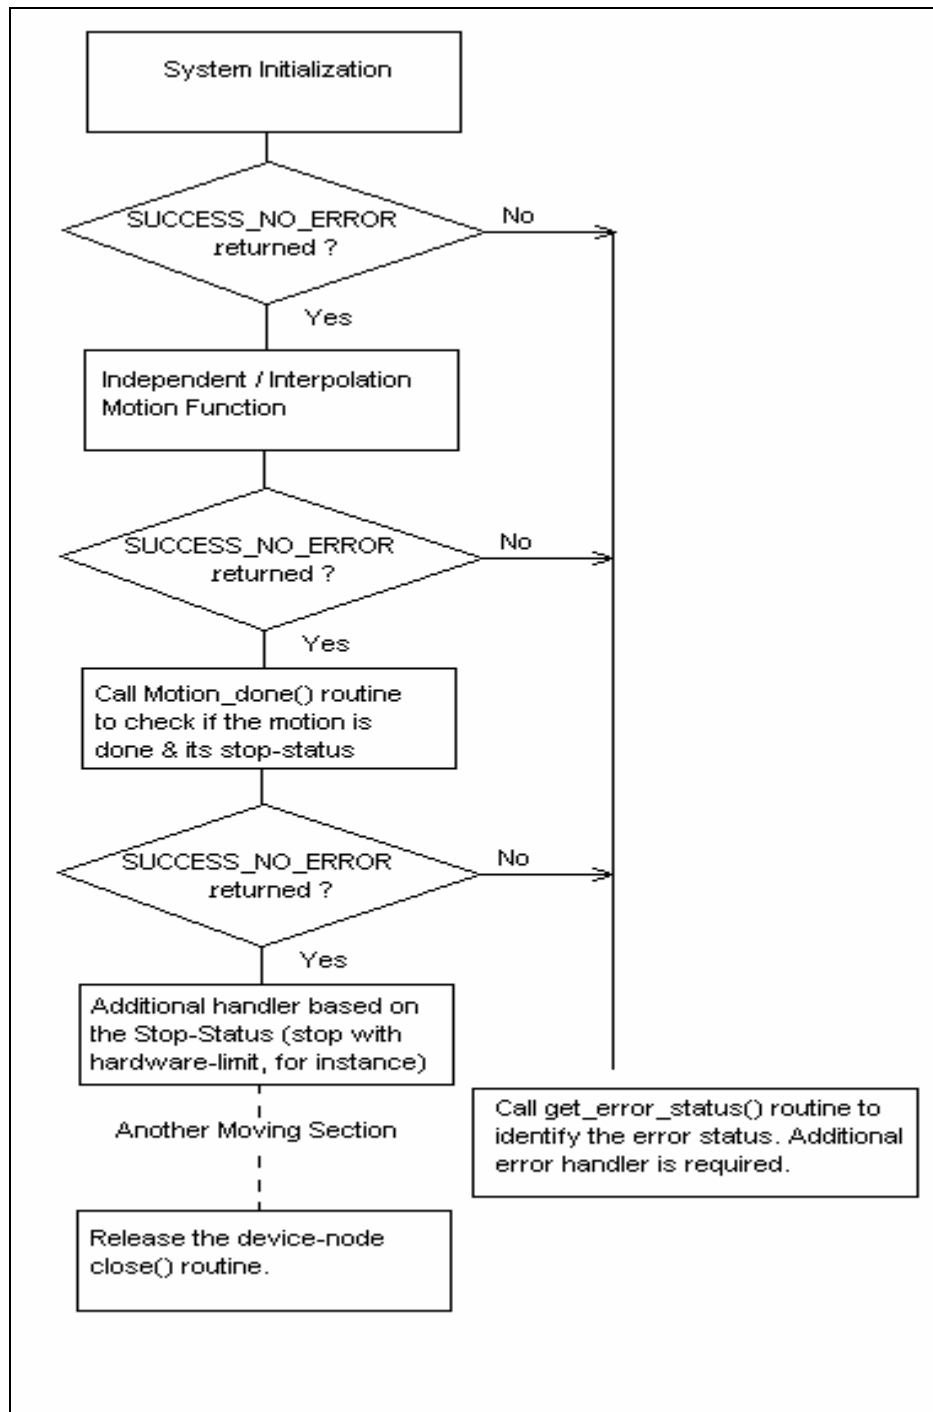 System Initialization
SUCCESS_NO_ERROR
returned ?
No
Yes
Independent / Interpolation
Motion Function
SUCCESS_NO_ERROR
returned ?
No
Yes
Call Motion_done() routine
to check if the motion is
done & its stop-status
SUCCESS_NO_ERROR
returned ?
No
Yes
Additional handler based on
the Stop-Status (stop with
hardware-limit, for instance)
Call get_error_status() routine to
identify the error status. Additional
error handler is required.
Another Moving Section
Release the device-node
close() routine.